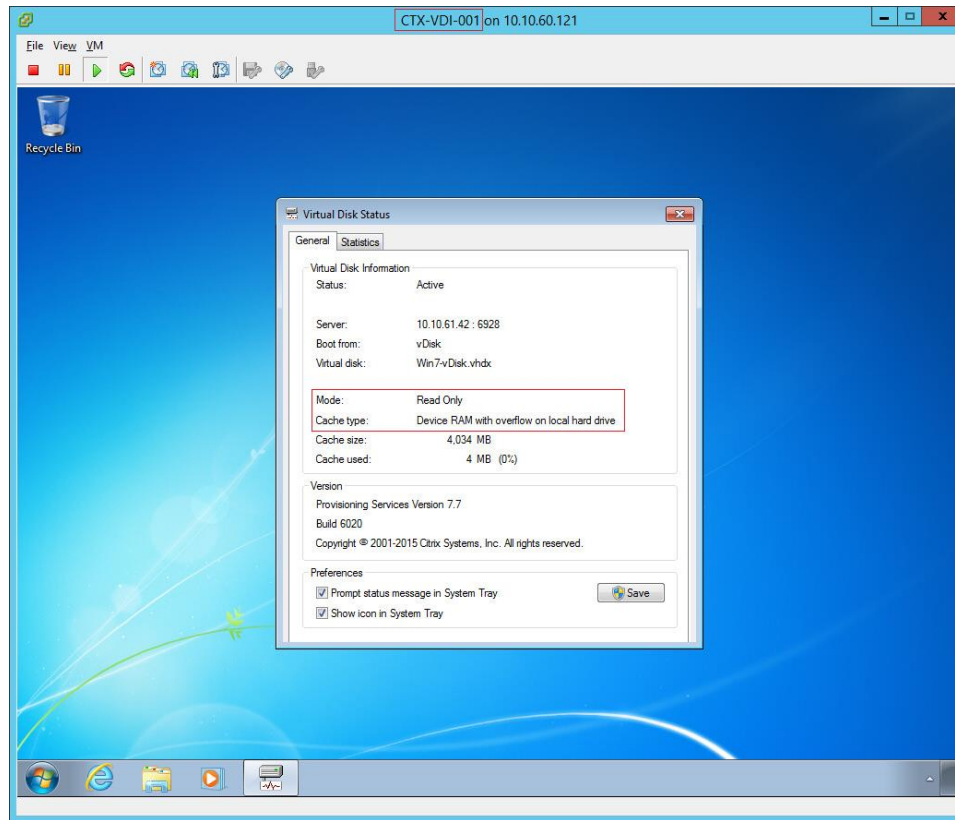 CTX-VDI-001 on 10.10.60.121
File View VM
Recycle Bin
Virtual Disk Status
General Statistics
Virtual Disk Information
Status: Active
Server: 10.10.61.42 : 6928
Boot from: vDisk
Virtual disk: Win7-vDisk.vhdx
Mode: Read Only
Cache type: Device RAM with overflow on local hard drive
Cache size: 4,034 MB
Cache used: 4 MB (0%)
Version
Provisioning Services Version 7.7
Build 6020
Copyright © 2001-2015 Citrix Systems, Inc. All rights reserved.
Preferences
Prompt status message in System Tray
Save
Show icon in System Tray